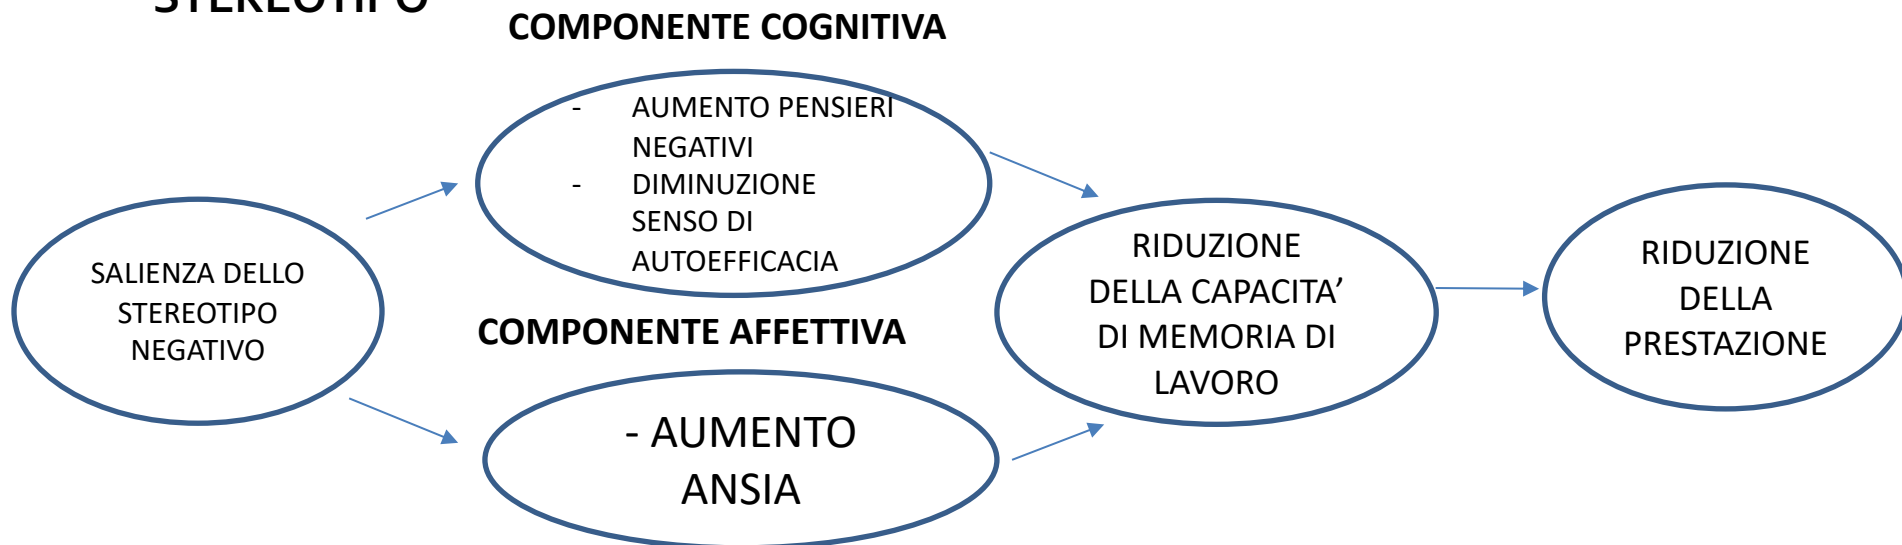 STEREOTIPO
COMPONENTE COGNITIVA
- AUMENTO PENSIERI
NEGATIVI
- DIMINUZIONE
SENSO DI
AUTOEFFICACIA
SALIENZA DELLO
STEREOTIPO
NEGATIVO
COMPONENTE AFFETTIVA
- AUMENTO
ANSIA
RIDUZIONE
DELLA CAPACITA’
DI MEMORIA DI
LAVORO
RIDUZIONE
DELLA
PRESTAZIONE